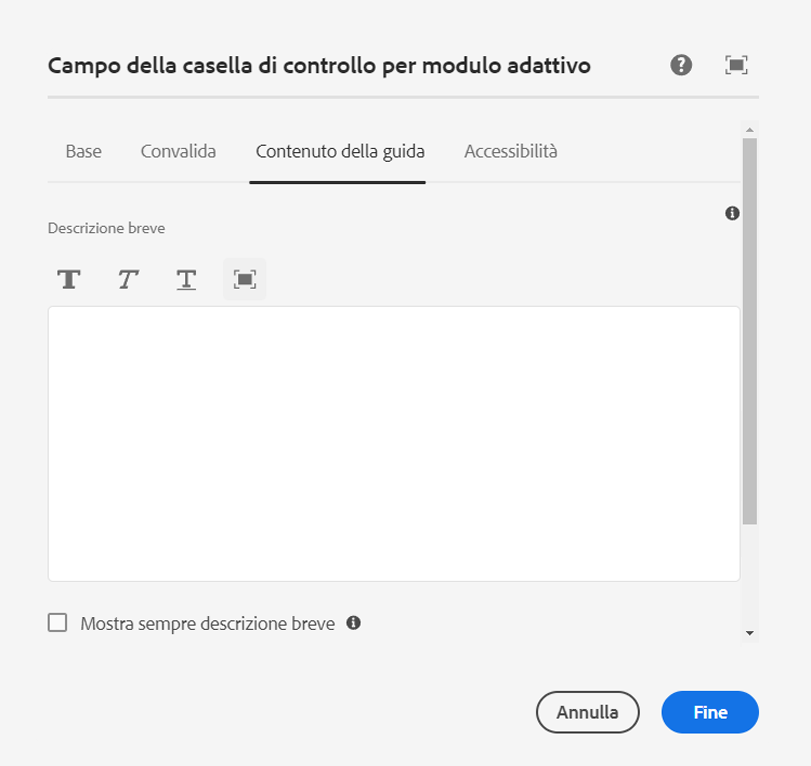 Campo della casella di controllo per modulo adattivo
Base Convalida Contenuto della guida Accessibilità
Descrizione breve
T T T
Mostra sempre descrizione breve
Annulla Fine